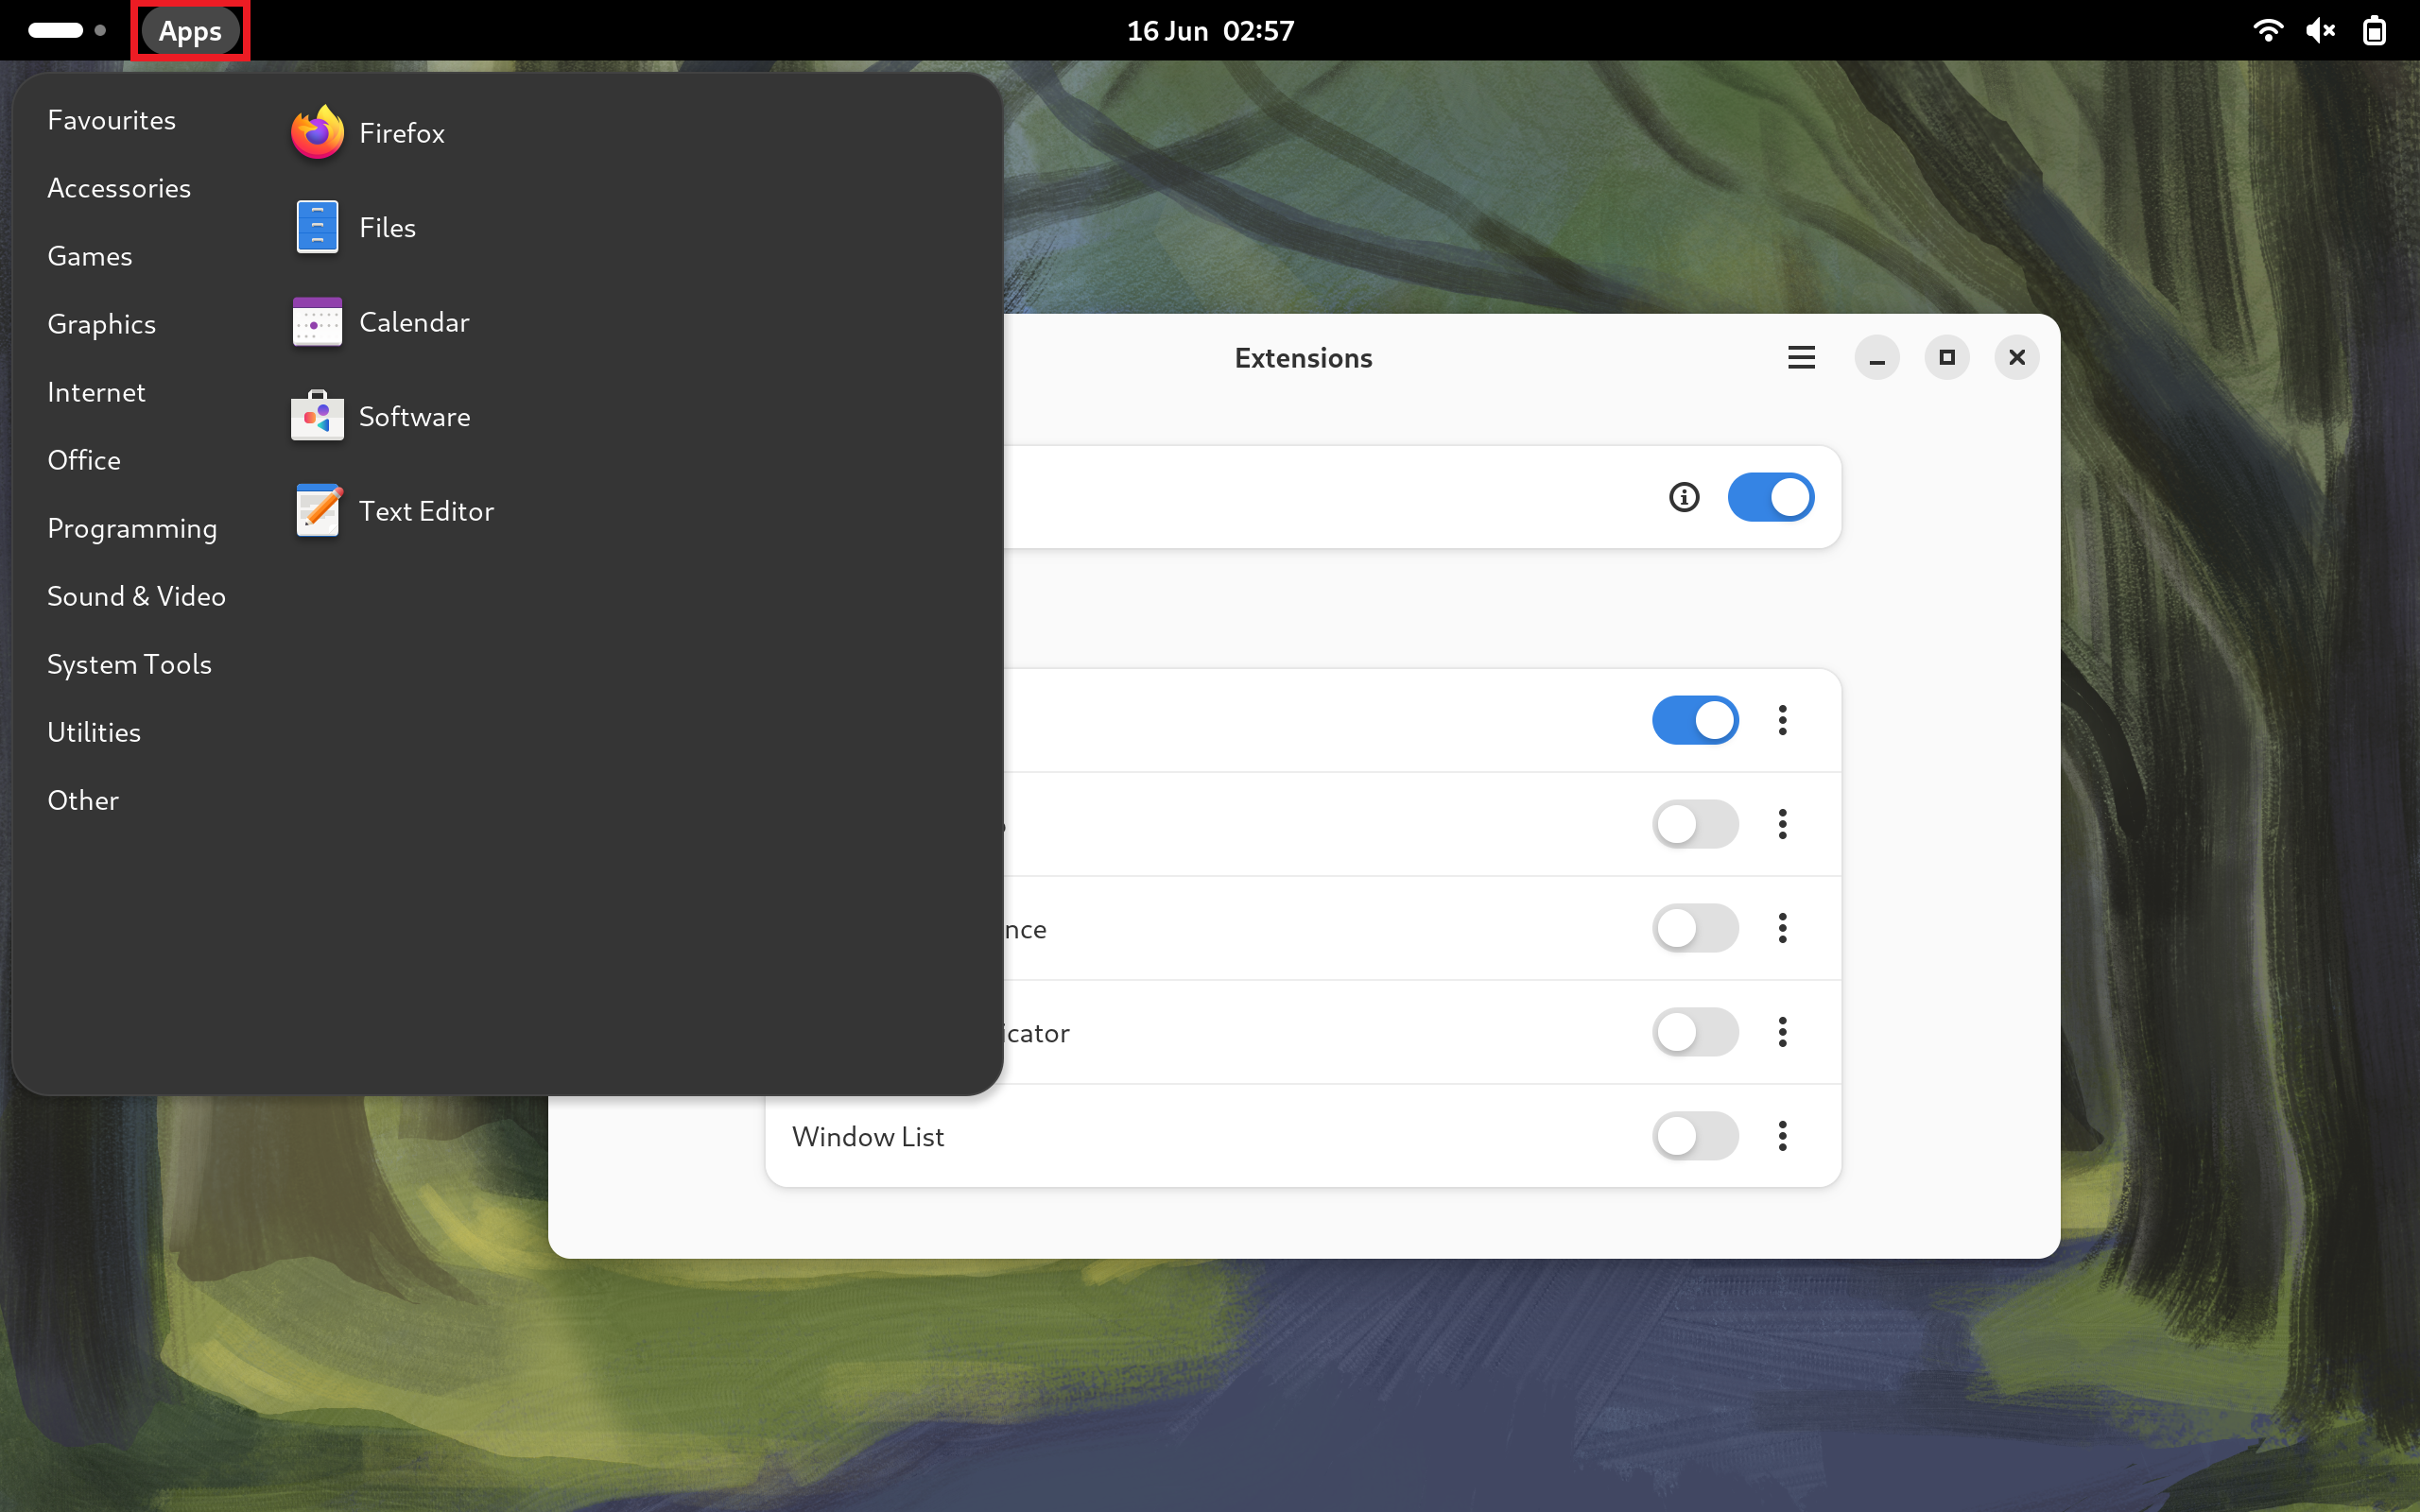 Apps
16 Jun 02:57
Favourites
Accessories
Games
Graphics
Internet
Office
Programming
Sound & Video
System Tools
Utilities
Other
Firefox
Files
Calendar
Software
Text Editor
Extensions
nce
icator
Window List